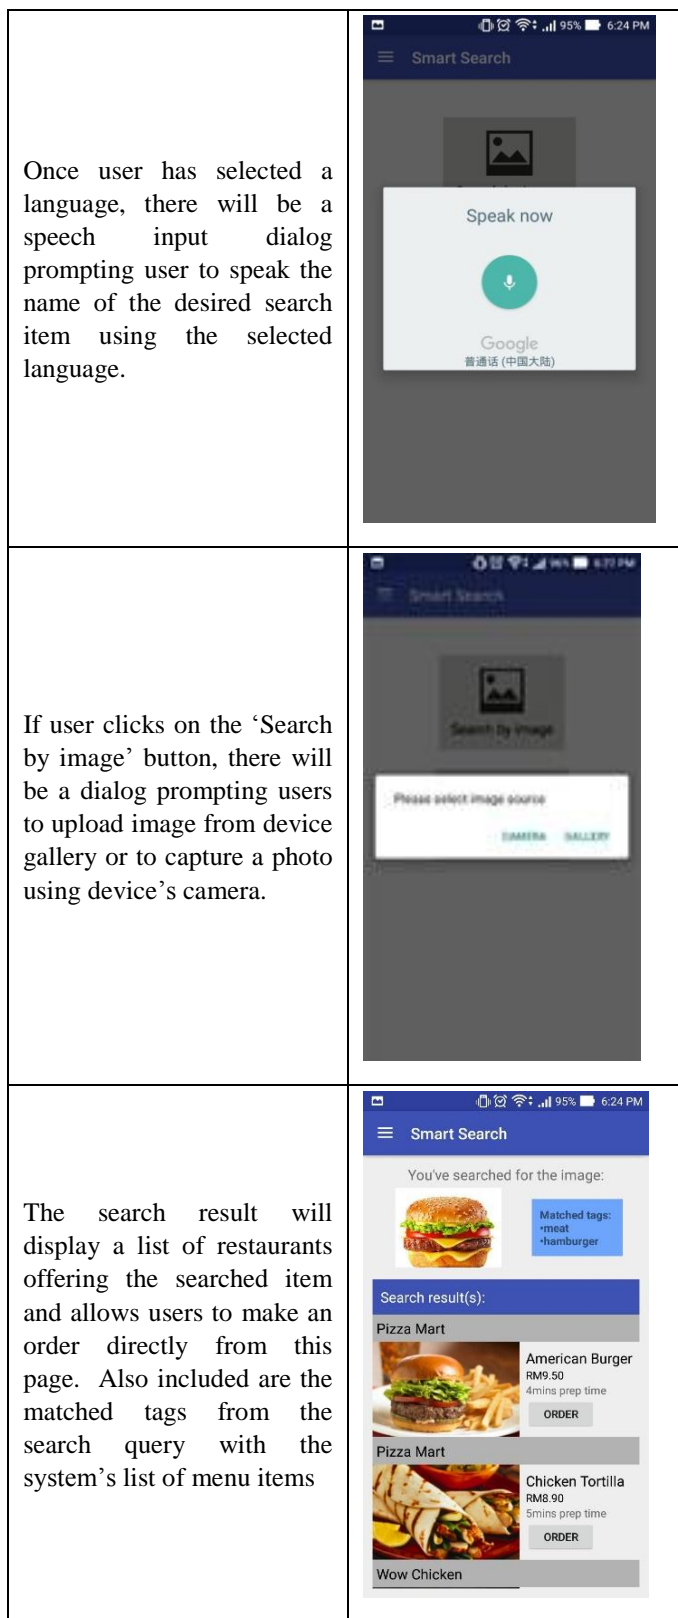 Once user has selected a
language, there will be a
speech input dialog
prompting user to speak the
name of the desired search
item using the selected
language.
95% 6:24 PM
Smart Search
Speak now
Google
普通话 (中国大陆)
If user clicks on the ‘Search
by image’ button, there will
be a dialog prompting users
to upload image from device
gallery or to capture a photo
using device’s camera.
Smart Search
Search by image
Please select image source
CAMERA GALLERY
The search result will
display a list of restaurants
offering the searched item
and allows users to make an
order directly from this
page. Also included are the
matched tags from the
search query with the
system’s list of menu items
95% 6:24 PM
Smart Search
You've searched for the image:
Matched tags:
•meat
•hamburger
Search result(s):
Pizza Mart
American Burger
RM9.50
4mins prep time
ORDER
Pizza Mart
Chicken Tortilla
RM8.90
5mins prep time
ORDER
Wow Chicken